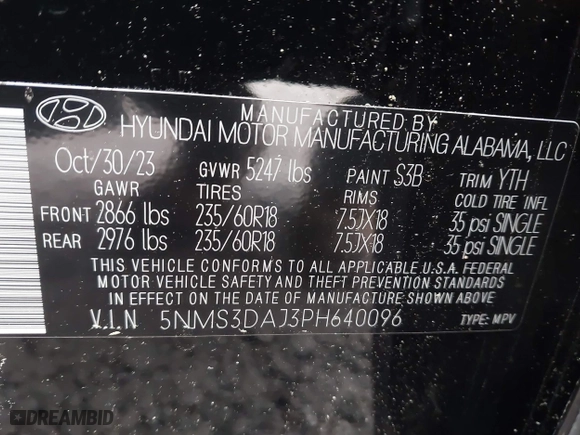 MANUFACTURED BY
HYUNDAI MOTOR MANUFACTURING ALABAMA, LLC
Oct/30/23 GVWR 5247 lbs PAINT S3B TRIM YTH
GAWR TIRES RIMS COLD TIRE INFL
FRONT 2866 lbs 235/60R18 7.5JX18 35 psi SINGLE
REAR 2976 lbs 235/60R18 7.5JX18 35 psi SINGLE
THIS VEHICLE CONFORMS TO ALL APPLICABLE U.S.A. FEDERAL
MOTOR VEHICLE SAFETY AND THEFT PREVENTION STANDARDS
IN EFFECT ON THE DATE OF MANUFACTURE SHOWN ABOVE
V.I.N 5NMS3DAJ3PH640096 TYPE: MPV
DREAMBID